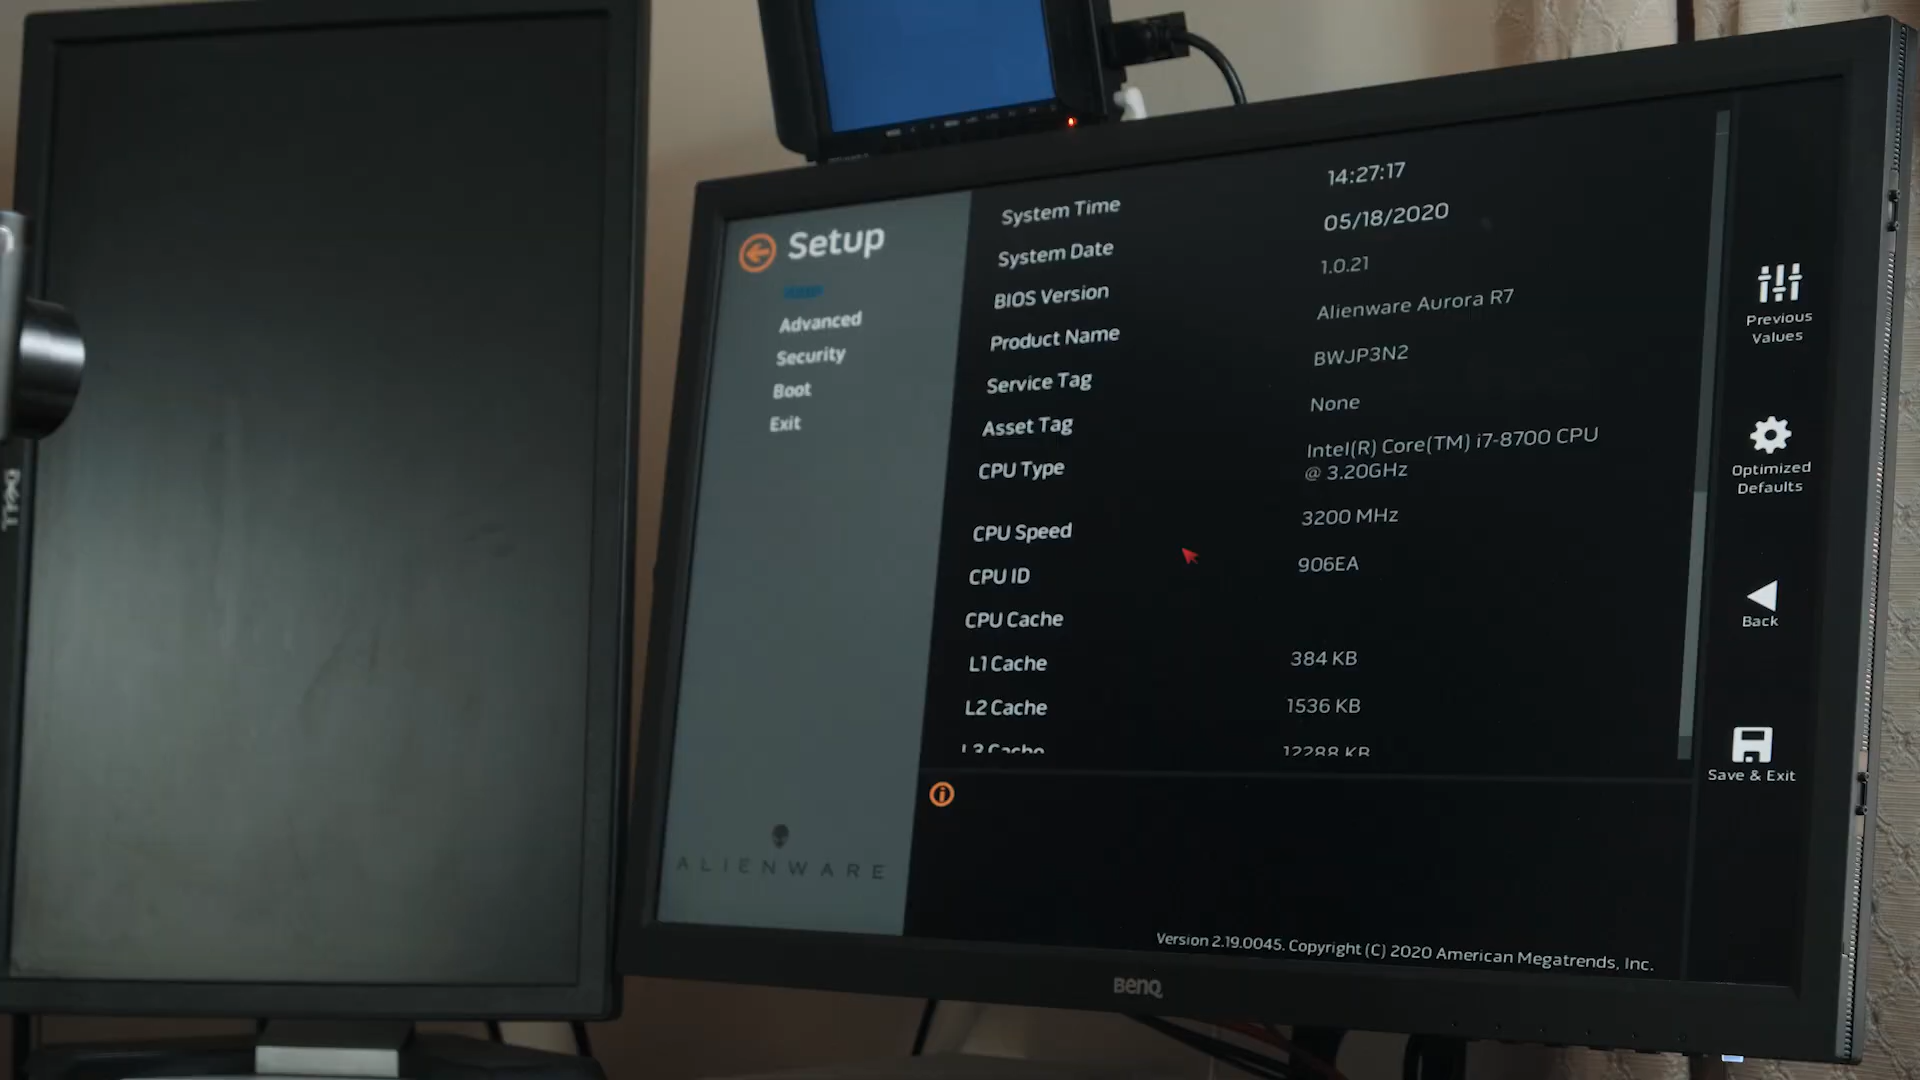 Setup
Advanced
Security
Boot
Exit
ALIENWARE
System Time 14:27:17
System Date 05/18/2020
BIOS Version 1.0.21
Product Name Alienware Aurora R7
Service Tag BWJP3N2
Asset Tag None
CPU Type Intel(R) Core(TM) i7-8700 CPU
@ 3.20GHz
CPU Speed 3200 MHz
CPU ID 906EA
CPU Cache
L1 Cache 384 KB
L2 Cache 1536 KB
L3 Cache 12288 KB
Version 2.19.0045. Copyright (C) 2020 American Megatrends, Inc.
Previous
Values
Optimized
Defaults
Back
Save & Exit
BenQ
DELL